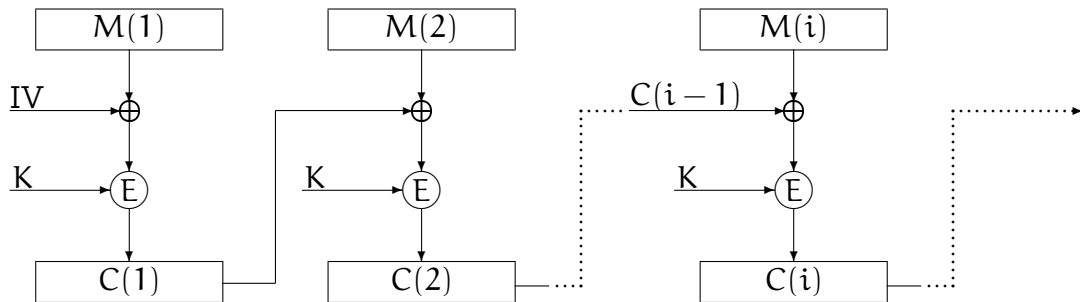 M(1) M(2) M(i)
IV C(i − 1)
K E K E K E
C(1) C(2) C(i)